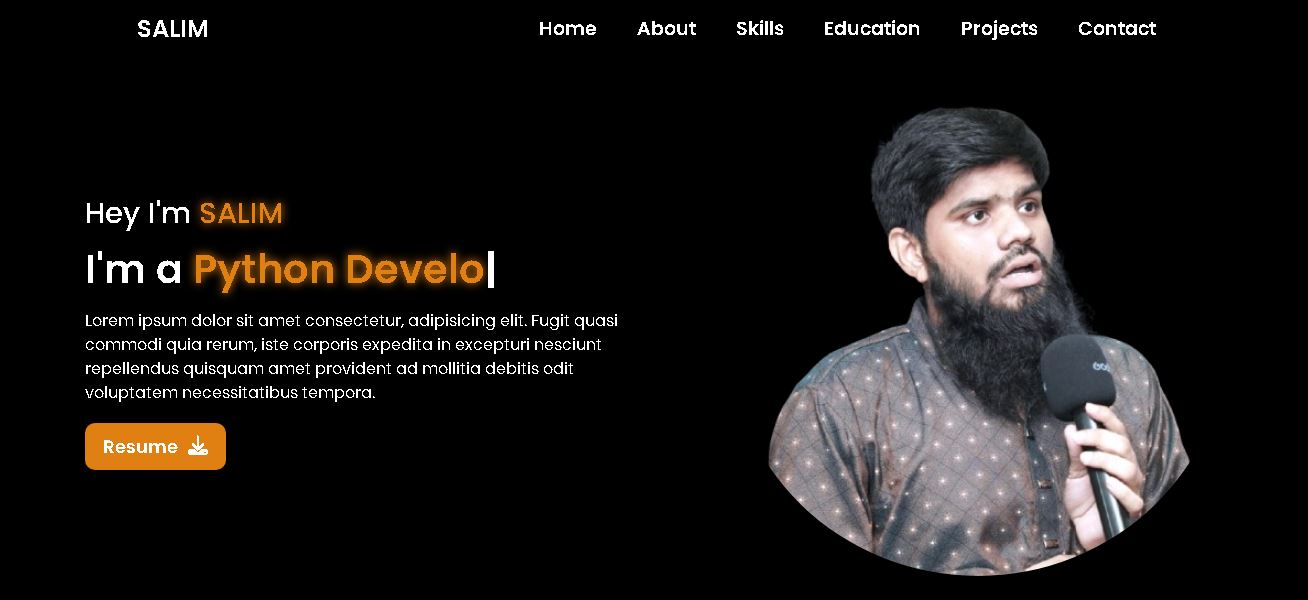 SALIM
Home About Skills Education Projects Contact
Hey I'm SALIM
I'm a Python Develo
Lorem ipsum dolor sit amet consectetur, adipisicing elit. Fugit quasi
commodi quia rerum, iste corporis expedita in excepturi nesciunt
repellendus quisquam amet provident ad mollitia debitis odit
voluptatem necessitatibus tempora.
Resume